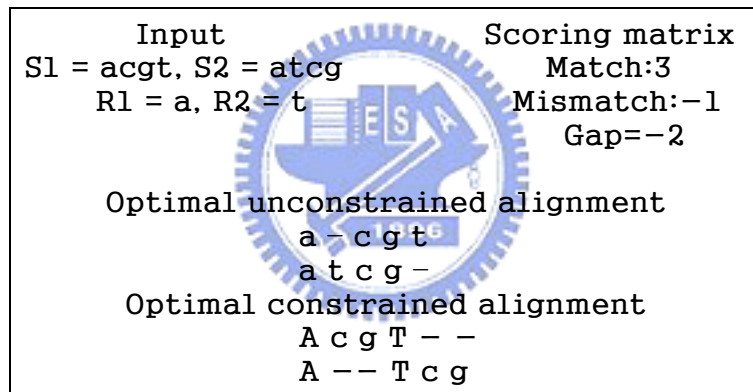 Input Scoring matrix
S1 = acgt, S2 = atcg Match:3
R1 = a, R2 = t Mismatch:−1
Gap=−2
E S A
Optimal unconstrained alignment
a − c g t
1996
a t c g −
Optimal constrained alignment
A c g T − −
A − − T c g